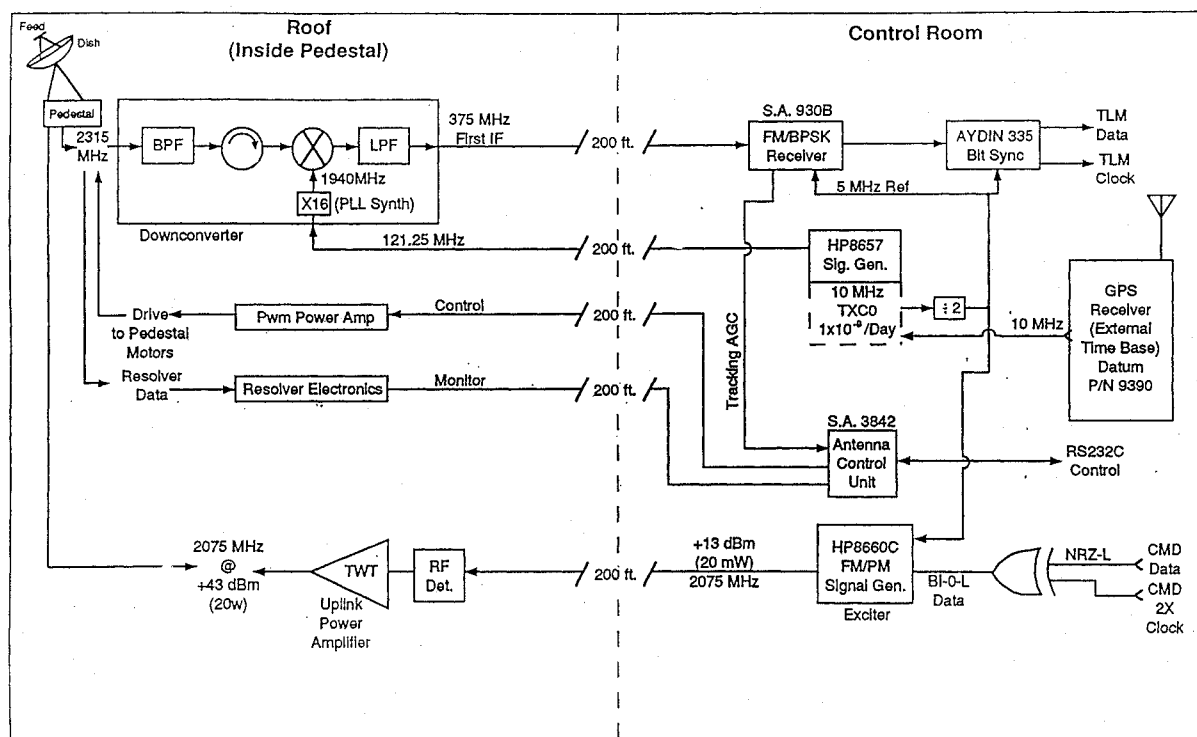 Roof
(Inside Pedestal)
Control Room
Feed
Dish
Pedestal
2315
MHz
BPF
LPF
1940MHz
X16
(PLL Synth)
Downconverter
375 MHz
First IF
200 ft.
S.A. 930B
FM/BPSK
Receiver
AYDIN 335
Bit Sync
TLM
Data
TLM
Clock
5 MHz Ref
121.25 MHz
200 ft.
HP8657
Sig. Gen.
10 MHz
TXC0
1x10⁻⁹/Day
÷2
10 MHz
GPS
Receiver
(External
Time Base)
Datum
P/N 9390
Drive
to Pedestal
Motors
Pwm Power Amp
Control
200 ft.
Resolver
Data
Resolver Electronics
Monitor
200 ft.
Tracking AGC
S.A. 3842
Antenna
Control
Unit
RS232C
Control
2075 MHz
@
+43 dBm
(20w)
TWT
Uplink
Power
Amplifier
RF
Det.
200 ft.
+13 dBm
(20 mW)
2075 MHz
HP8660C
FM/PM
Signal Gen.
Exciter
BI-0-L
Data
NRZ-L
CMD
Data
CMD
2X
Clock